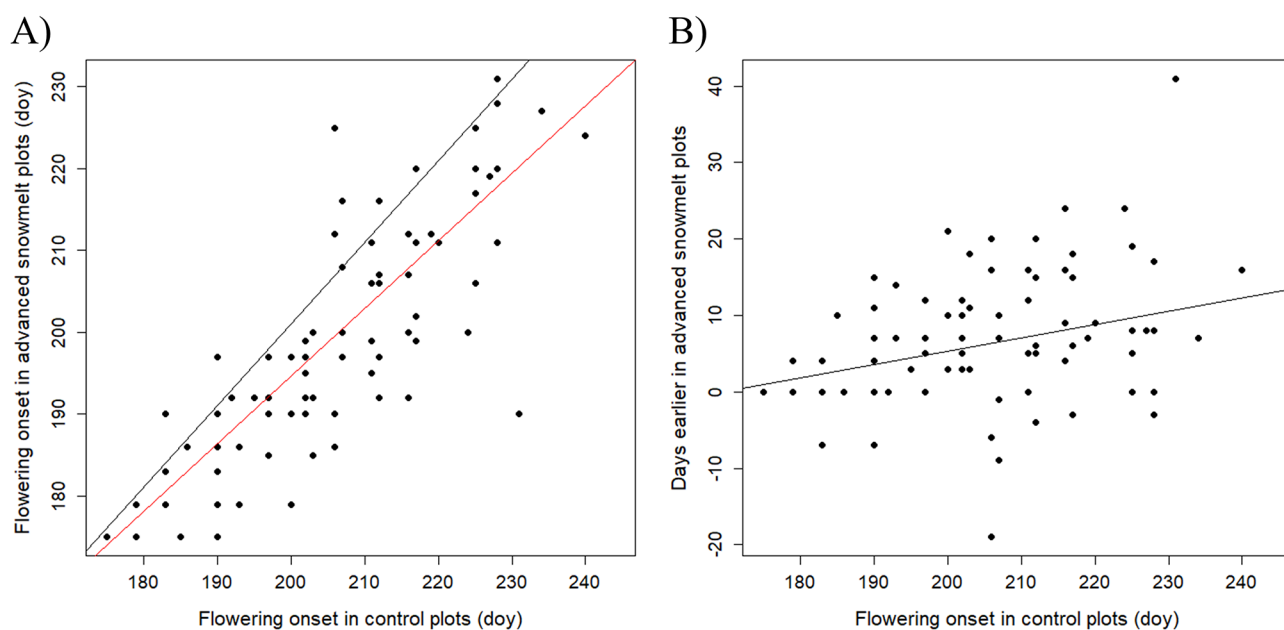 A)
Flowering onset in advanced snowmelt plots (doy)
230
220
210
200
190
180
180 190 200 210 220 230 240
Flowering onset in control plots (doy)
B)
Days earlier in advanced snowmelt plots
40
30
20
10
0
-10
-20
180 190 200 210 220 230 240
Flowering onset in control plots (doy)